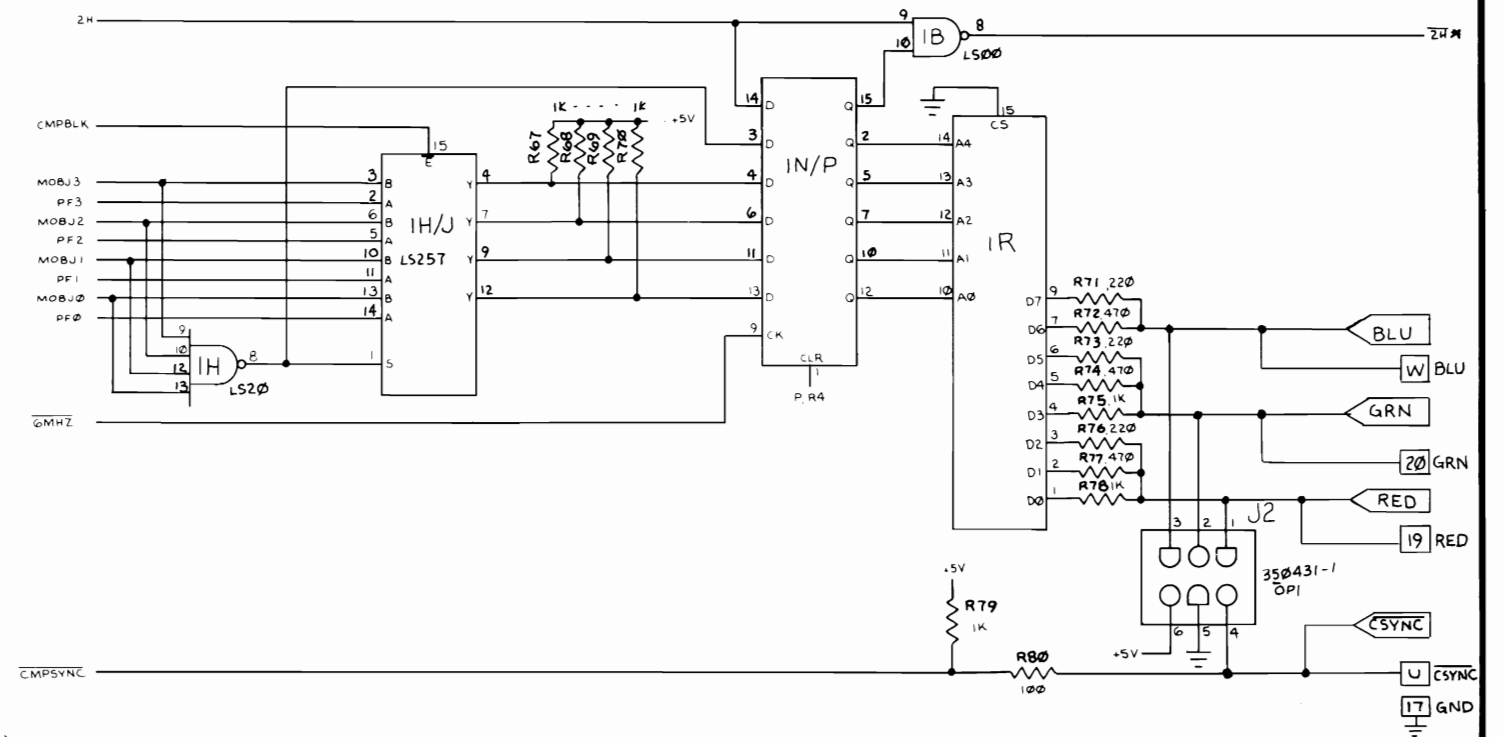 2H
9
10
1B
8
LS00
2H*
CMPBLK
15
E
1K - - - - 1K
+5V
R67
R68
R69
R70
MOBJ3
3
B
Y
4
PF3
2
A
MOBJ2
6
B
Y
7
PF2
5
A
MOBJ1
10
B
Y
9
PF1
11
A
MOBJ0
13
B
Y
12
PF0
14
A
1
S
1H/J
LS257
9
10
12
13
1H
8
LS20
6MHZ
14
D
Q
15
3
D
Q
2
4
D
Q
5
6
D
Q
7
11
D
Q
10
13
D
Q
12
9
CK
1N/P
CLR
1
P.R4
15
CS
14
A4
13
A3
12
A2
11
A1
10
A0
1R
D7
9
R71 220
D6
7
R72 470
D5
6
R73 220
D4
5
R74 470
D3
4
R75 1K
D2
3
R76 220
D1
2
R77 470
D0
1
R78 1K
BLU
W BLU
GRN
20 GRN
RED
19 RED
J2
3 2 1
350431-1
OP1
6 5 4
+5V
+5V
R79
1K
CMPSYNC
R80
100
CSYNC
U CSYNC
17 GND